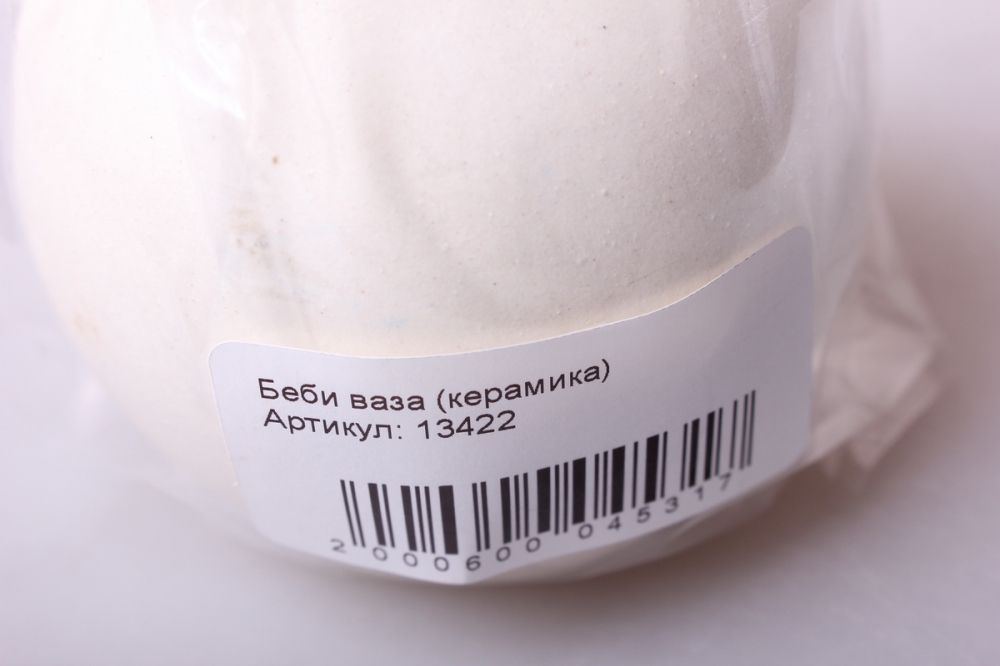 Беби ваза (керамика)
Артикул: 13422
2 000600 045317